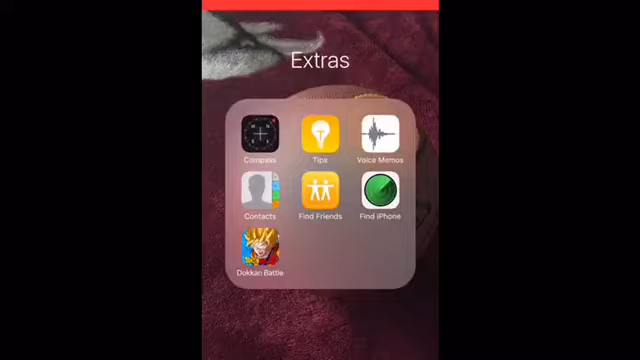 Extras
Compass Tips Voice Memos
Contacts Find Friends Find iPhone
Dokkan Battle